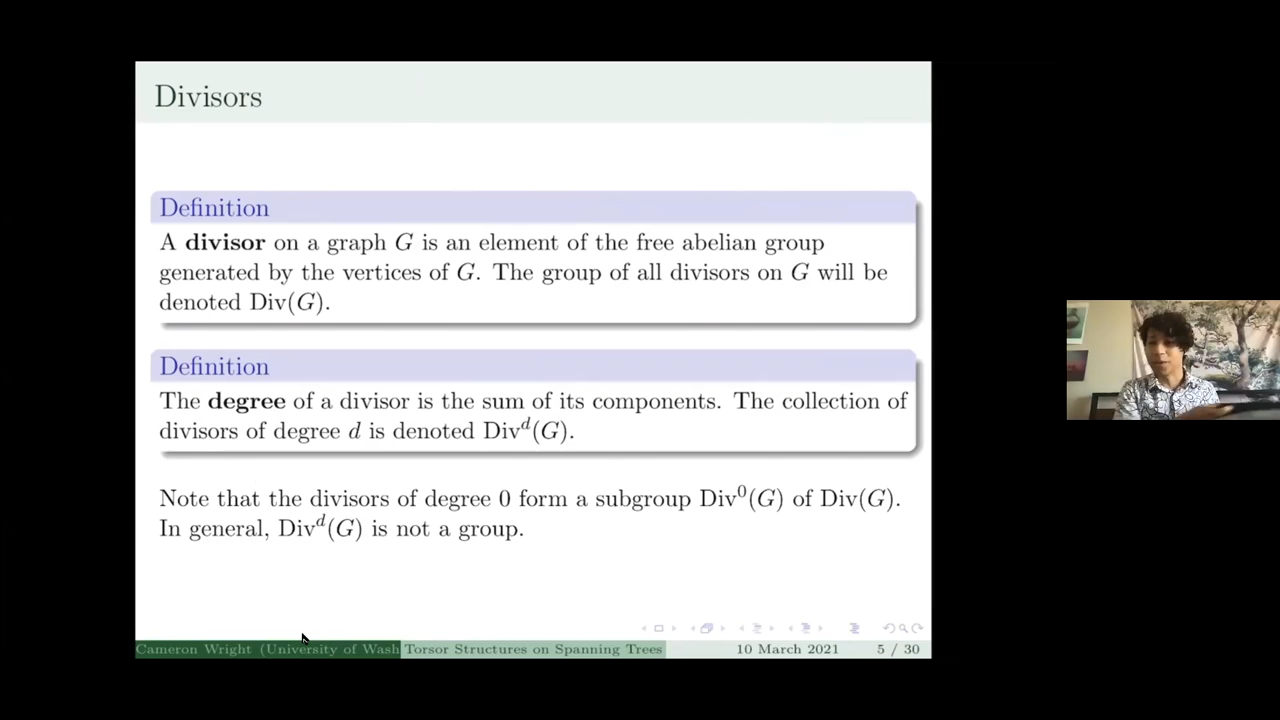 Divisors
Definition
A divisor on a graph G is an element of the free abelian group
generated by the vertices of G. The group of all divisors on G will be
denoted Div(G).
Definition
The degree of a divisor is the sum of its components. The collection of
divisors of degree d is denoted Div^d(G).
Note that the divisors of degree 0 form a subgroup Div^0(G) of Div(G).
In general, Div^d(G) is not a group.
Cameron Wright (University of Wash Torsor Structures on Spanning Trees 10 March 2021 5 / 30